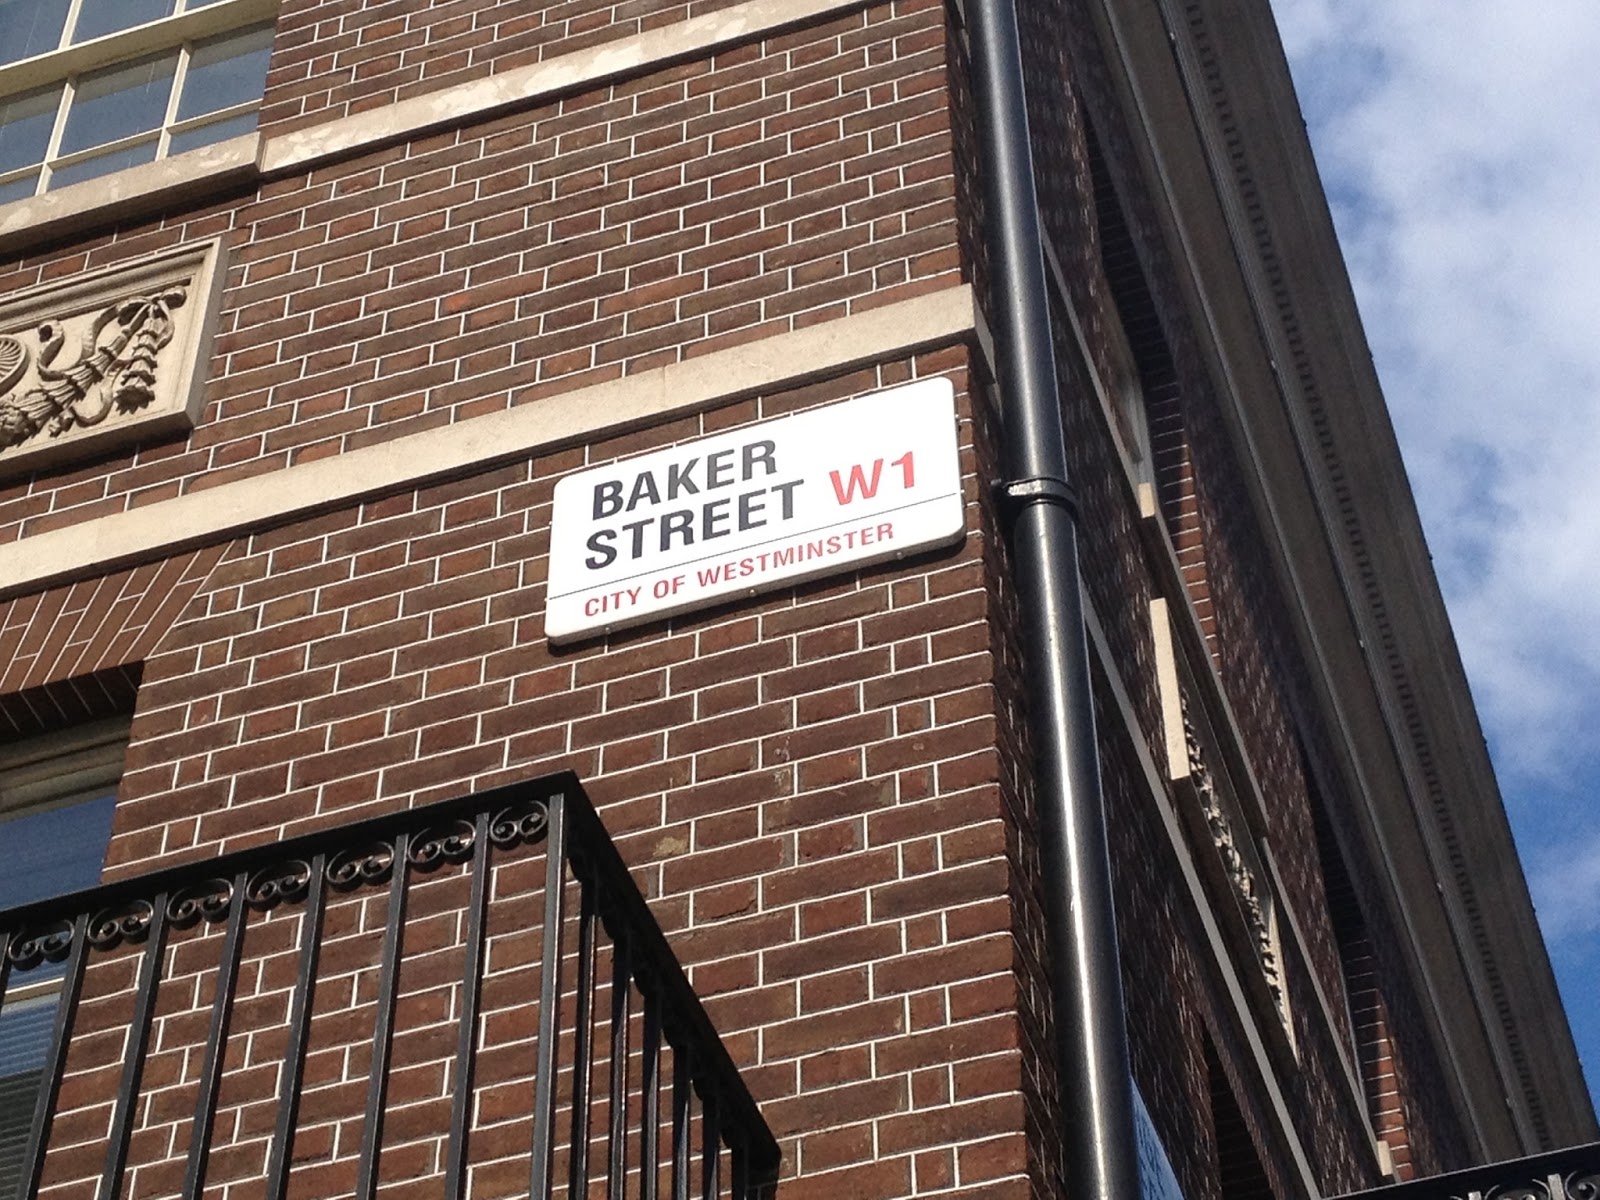 BAKER
STREET W1
CITY OF WESTMINSTER